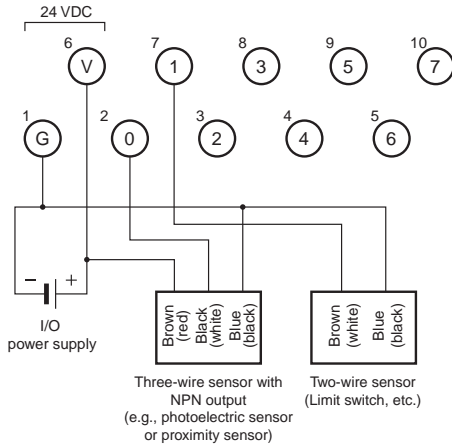 24 VDC
6 7 8 9 10
V 1 3 5 7
1 2 3 4 5
G 0 2 4 6
− +
I/O
power supply
Brown
(red)
Black
(white)
Blue
(black)
Brown
(white)
Blue
(black)
Three-wire sensor with
NPN output
(e.g., photoelectric sensor
or proximity sensor)
Two-wire sensor
(Limit switch, etc.)